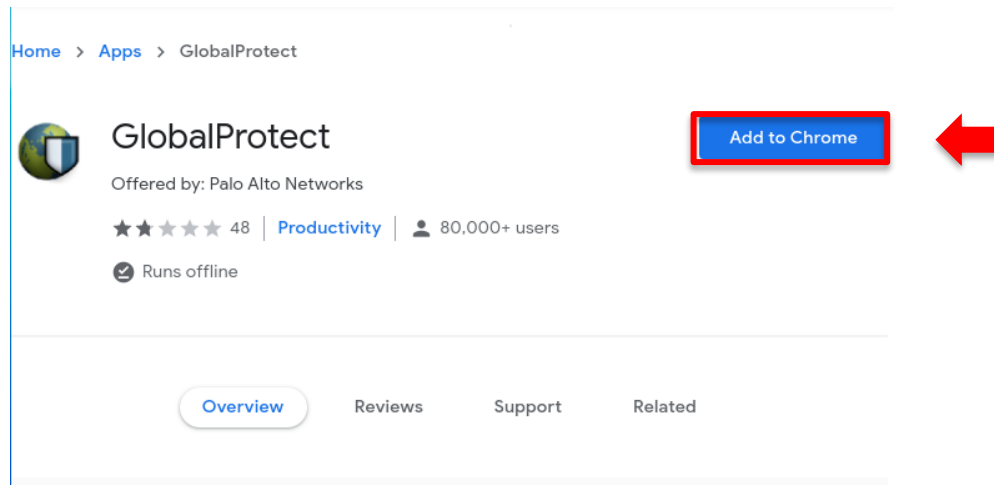 Home > Apps > GlobalProtect
GlobalProtect
Add to Chrome
Offered by: Palo Alto Networks
48 | Productivity | 80,000+ users
Runs offline
Overview Reviews Support Related